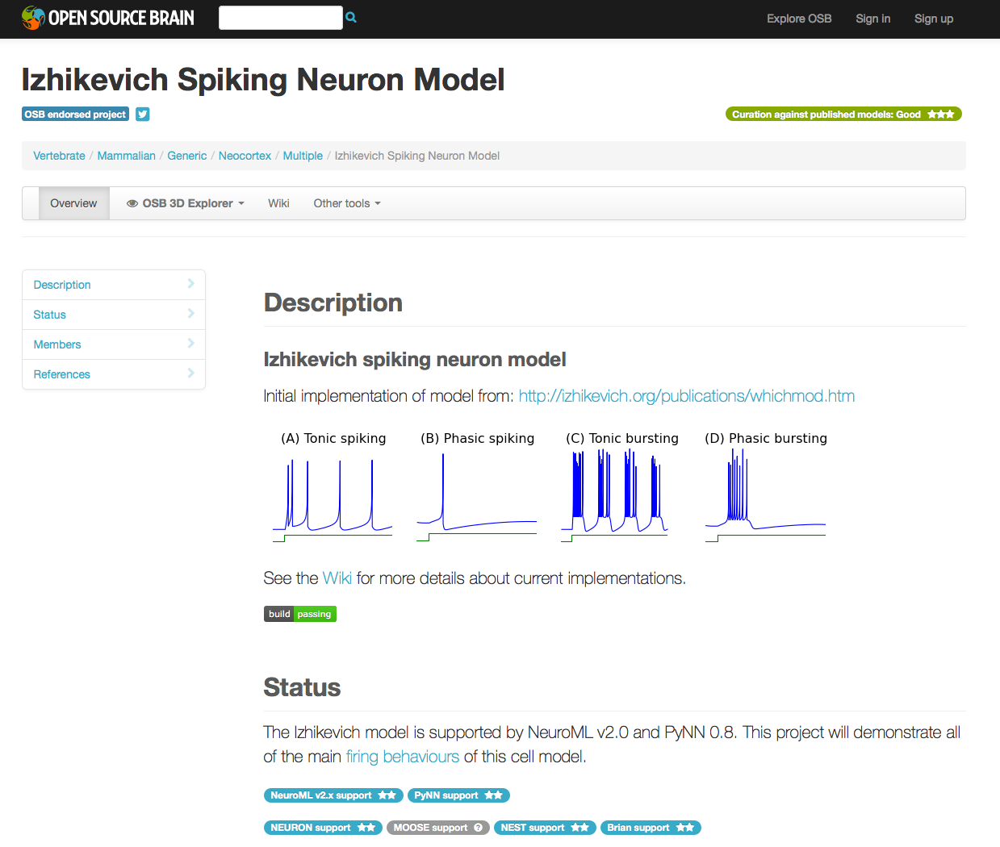 OPEN SOURCE BRAIN
Explore OSB Sign in Sign up
Izhikevich Spiking Neuron Model
OSB endorsed project
Curation against published models: Good
Vertebrate / Mammalian / Generic / Neocortex / Multiple / Izhikevich Spiking Neuron Model
Overview OSB 3D Explorer Wiki Other tools
Description
Status
Members
References
Description
Izhikevich spiking neuron model
Initial implementation of model from: http://izhikevich.org/publications/whichmod.htm
(A) Tonic spiking (B) Phasic spiking (C) Tonic bursting (D) Phasic bursting
See the Wiki for more details about current implementations.
build passing
Status
The Izhikevich model is supported by NeuroML v2.0 and PyNN 0.8. This project will demonstrate all
of the main firing behaviours of this cell model.
NeuroML v2.x support PyNN support
NEURON support MOOSE support ? NEST support Brian support